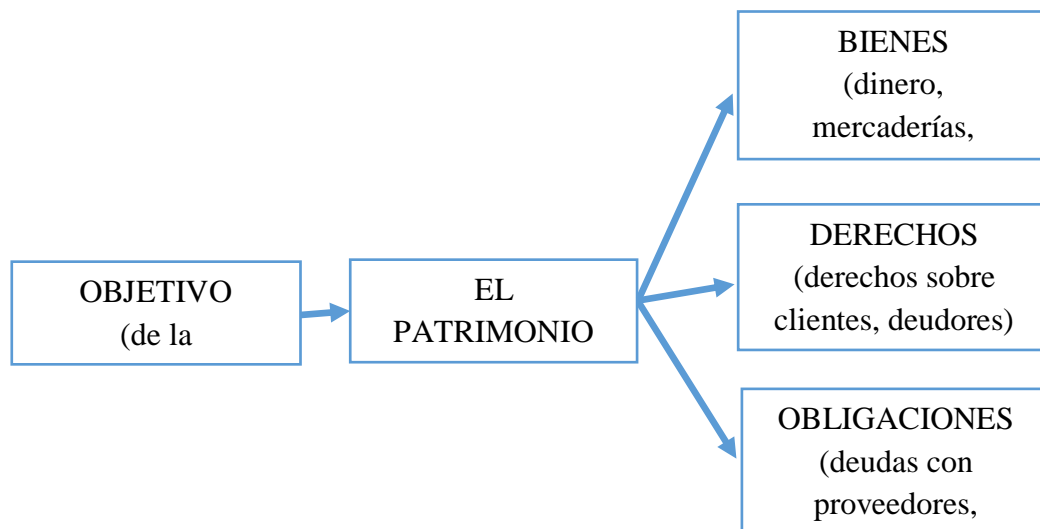 OBJETIVO
(de la
EL
PATRIMONIO
BIENES
(dinero,
mercaderías,
DERECHOS
(derechos sobre
clientes, deudores)
OBLIGACIONES
(deudas con
proveedores,